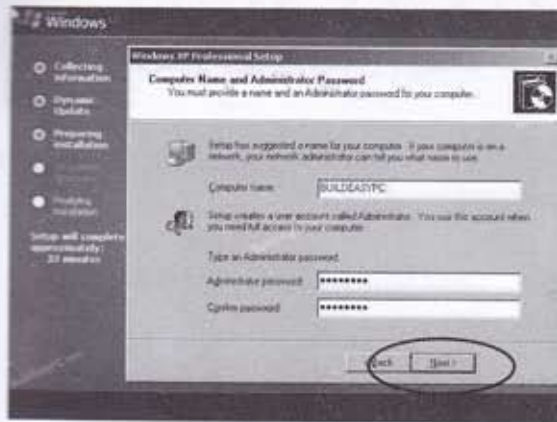 Windows
Collecting
information
Dynamic
Update
Preparing
installation
Installing
Windows
Finalizing
installation
Setup will complete
approximately:
33 minutes
Windows XP Professional Setup
Computer Name and Administrator Password
You must provide a name and an Administrator password for your computer.
Setup has suggested a name for your computer. If your computer is on a
network, your network administrator can tell you what name to use.
Computer name:
BUILDEASYPC
Setup creates a user account called Administrator. You use this account when
you need full access to your computer.
Type an Administrator password.
Administrator password:
********
Confirm password:
********
Back
Next >